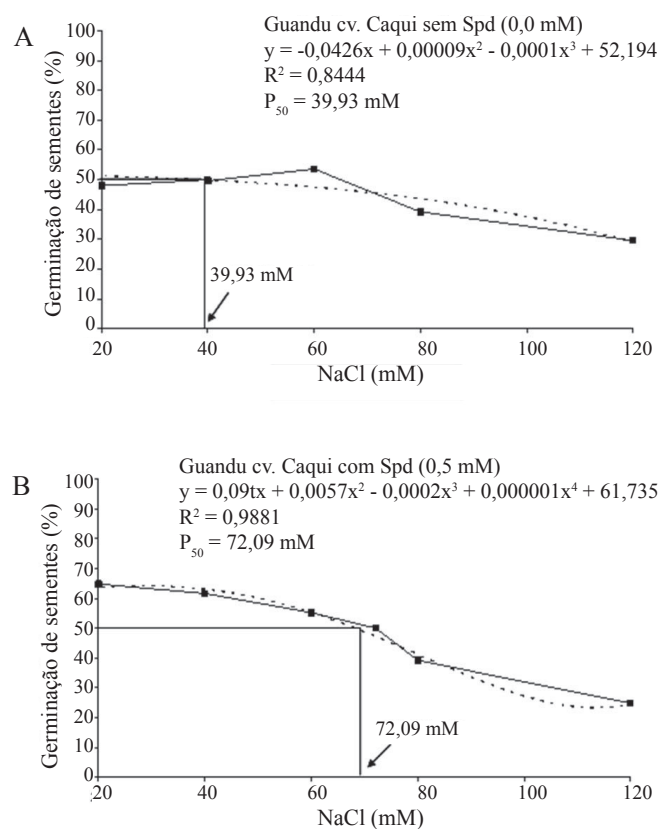 A
Guandu cv. Caqui sem Spd (0,0 mM)
y = -0,0426x + 0,00009x² - 0,0001x³ + 52,194
R² = 0,8444
P₅₀ = 39,93 mM
Germinação de sementes (%)
100
90
80
70
60
50
40
30
20
10
0
39,93 mM
20 40 60 80 100 120
NaCl (mM)
B
Guandu cv. Caqui com Spd (0,5 mM)
y = 0,09tx + 0,0057x² - 0,0002x³ + 0,000001x⁴ + 61,735
R² = 0,9881
P₅₀ = 72,09 mM
Germinação de sementes (%)
100
90
80
70
60
50
40
30
20
10
0
72,09 mM
20 40 60 80 100 120
NaCl (mM)